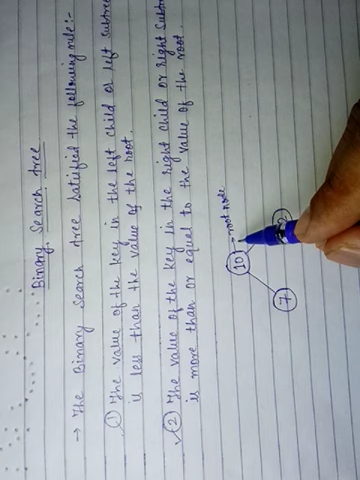 Binary Search tree
→ The Binary Search tree satisfied the following rule:-
① The value of the key in the left child or left subtree
is less than the value of the root.
② The value of the key in the right child or right subtree
is more than or equal to the value of the root.
10 → root node
7